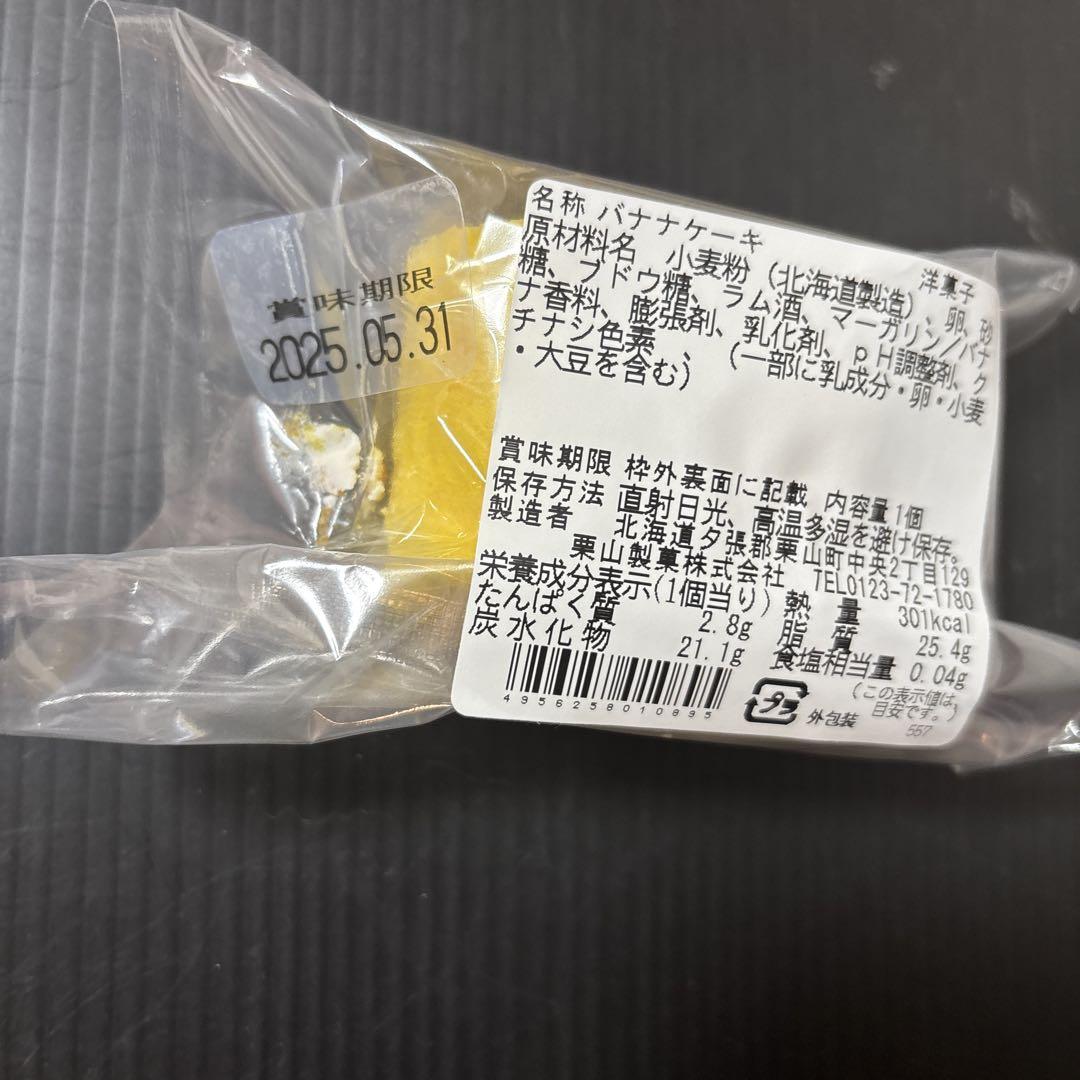 賞味期限
2025.05.31
名称 バナナケーキ 洋菓子
原材料名 小麦粉(北海道製造)、卵、砂
糖、ブドウ糖、ラム酒、マーガリン/バナ
ナ香料、膨張剤、乳化剤、pH調整剤、ク
チナシ色素、(一部に乳成分・卵・小麦
・大豆を含む)
賞味期限 枠外裏面に記載 内容量1個
保存方法 直射日光、高温多湿を避け保存。
製造者 北海道夕張郡栗山町中央2丁目129
栗山製菓株式会社 TEL0123-72-1780
栄養成分表示(1個当り) 熱量 301kcal
たんぱく質 2.8g 脂質 25.4g
炭水化物 21.1g 食塩相当量 0.04g
(この表示値は、
目安です。)
4956258010895
プラ 外包装
557